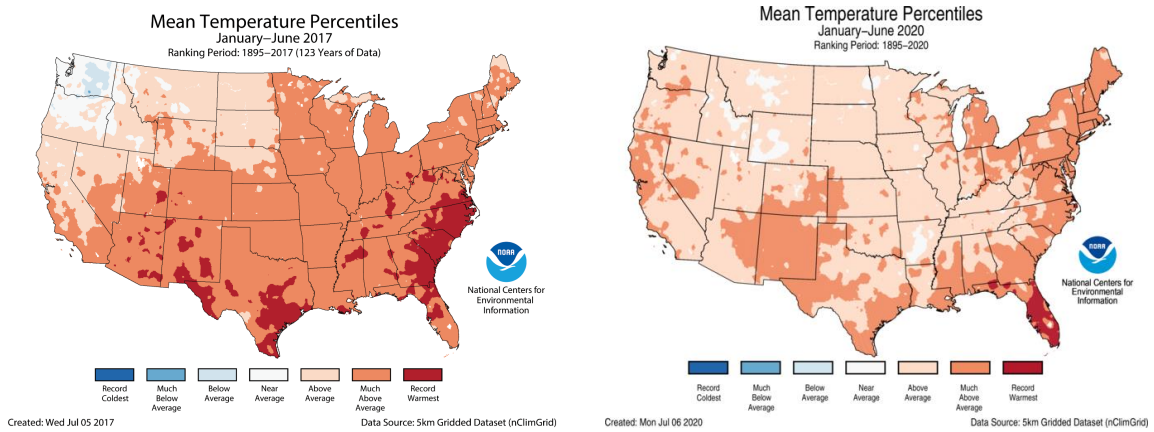 Mean Temperature Percentiles
January–June 2017
Ranking Period: 1895–2017 (123 Years of Data)
NOAA
National Centers for
Environmental
Information
Record
Coldest
Much
Below
Average
Below
Average
Near
Average
Above
Average
Much
Above
Average
Record
Warmest
Created: Wed Jul 05 2017
Data Source: 5km Gridded Dataset (nClimGrid)
Mean Temperature Percentiles
January–June 2020
Ranking Period: 1895–2020
NOAA
National Centers for
Environmental
Information
Record
Coldest
Much
Below
Average
Below
Average
Near
Average
Above
Average
Much
Above
Average
Record
Warmest
Created: Mon Jul 06 2020
Data Source: 5km Gridded Dataset (nClimGrid)